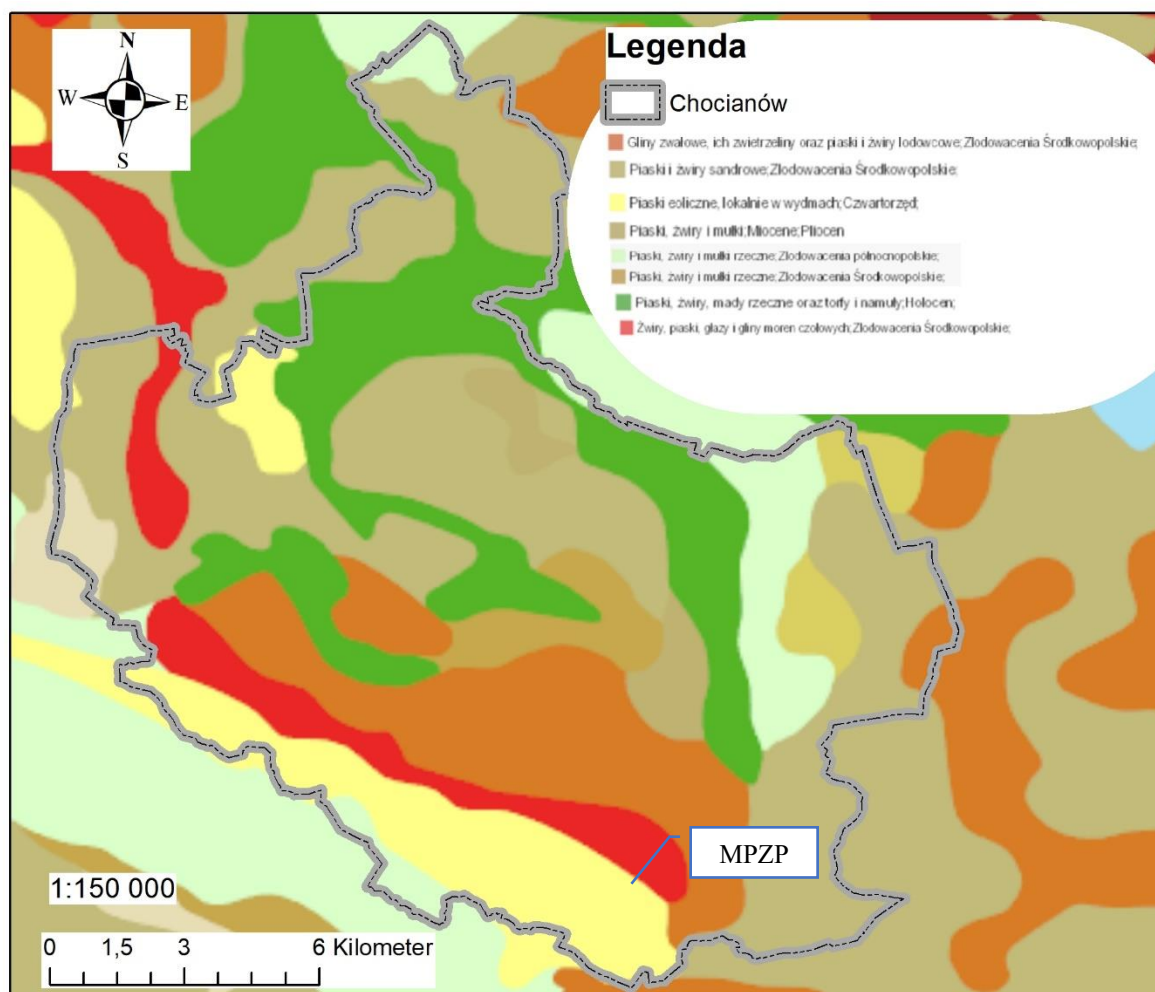 N
W E
S
Legenda
Chocianów
Gliny zwałowe, ich zwietrzeliny oraz piaski i żwiry lodowcowe;Zlodowacenia Środkowopolskie;
Piaski i żwiry sandrowe;Zlodowacenia Środkowopolskie;
Piaski eoliczne, lokalnie w wydmach;Czwartorzęd;
Piaski, żwiry i mułki;Miocene;Pliocen
Piaski, żwiry i mułki rzeczne;Zlodowacenia północnopolskie;
Piaski, żwiry i mułki rzeczne;Zlodowacenia Środkowopolskie;
Piaski, żwiry, mady rzeczne oraz torfy i namuły;Holocen;
Żwiry, piaski, głazy i gliny moren czołowych;Zlodowacenia Środkowopolskie;
MPZP
1:150 000
0 1,5 3 6 Kilometer